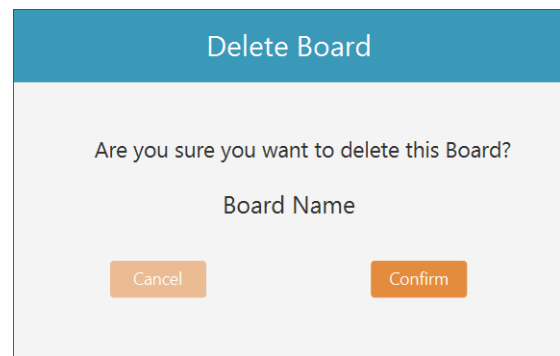 Delete Board
Are you sure you want to delete this Board?
Board Name
Cancel Confirm